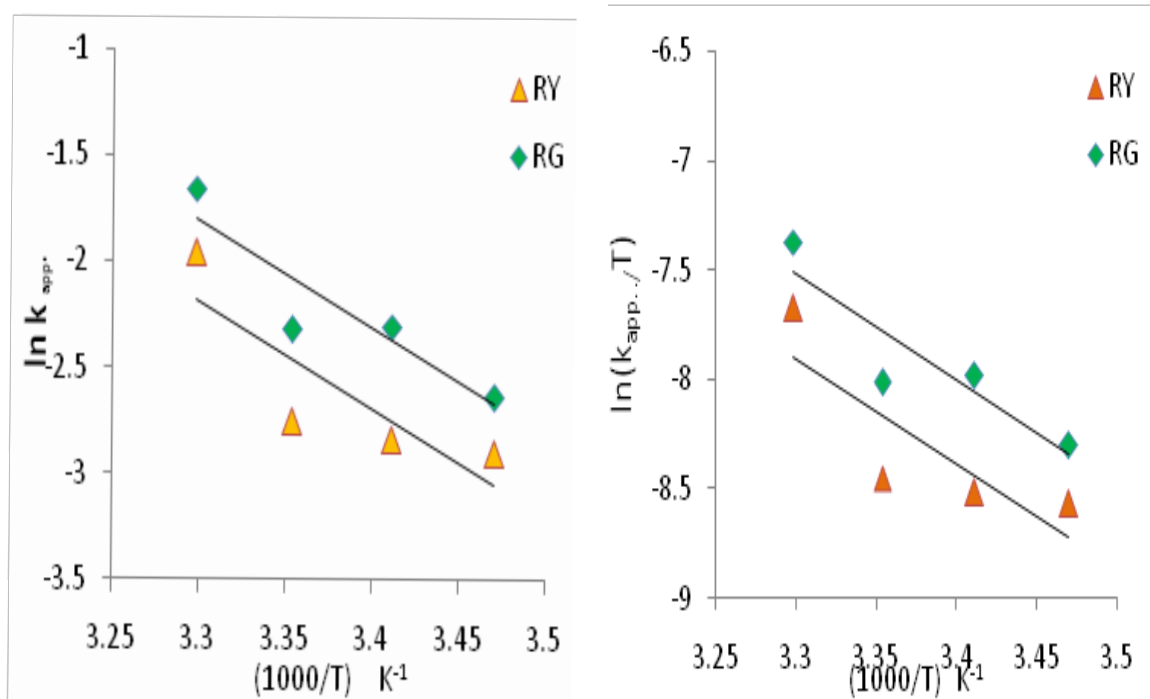 -1
-1.5
-2
-2.5
-3
-3.5
ln k app.
3.25 3.3 3.35 3.4 3.45 3.5
(1000/T) K-1
RY
RG
-6.5
-7
-7.5
-8
-8.5
-9
ln(kapp../T)
3.25 3.3 3.35 3.4 3.45 3.5
(1000/T) K-1
RY
RG